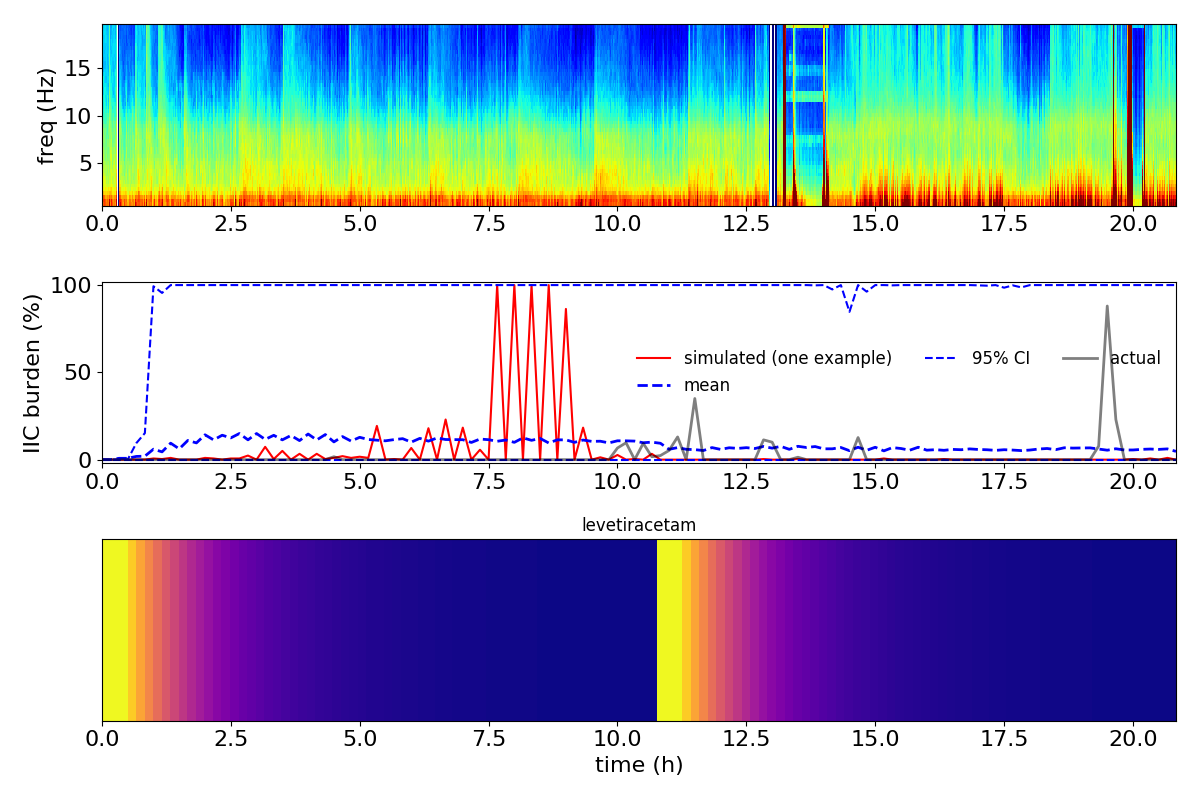 15
10
5
freq (Hz)
0.0 2.5 5.0 7.5 10.0 12.5 15.0 17.5 20.0
100
50
0
IIC burden (%)
simulated (one example) 95% CI actual
mean
0.0 2.5 5.0 7.5 10.0 12.5 15.0 17.5 20.0
levetiracetam
0.0 2.5 5.0 7.5 10.0 12.5 15.0 17.5 20.0
time (h)